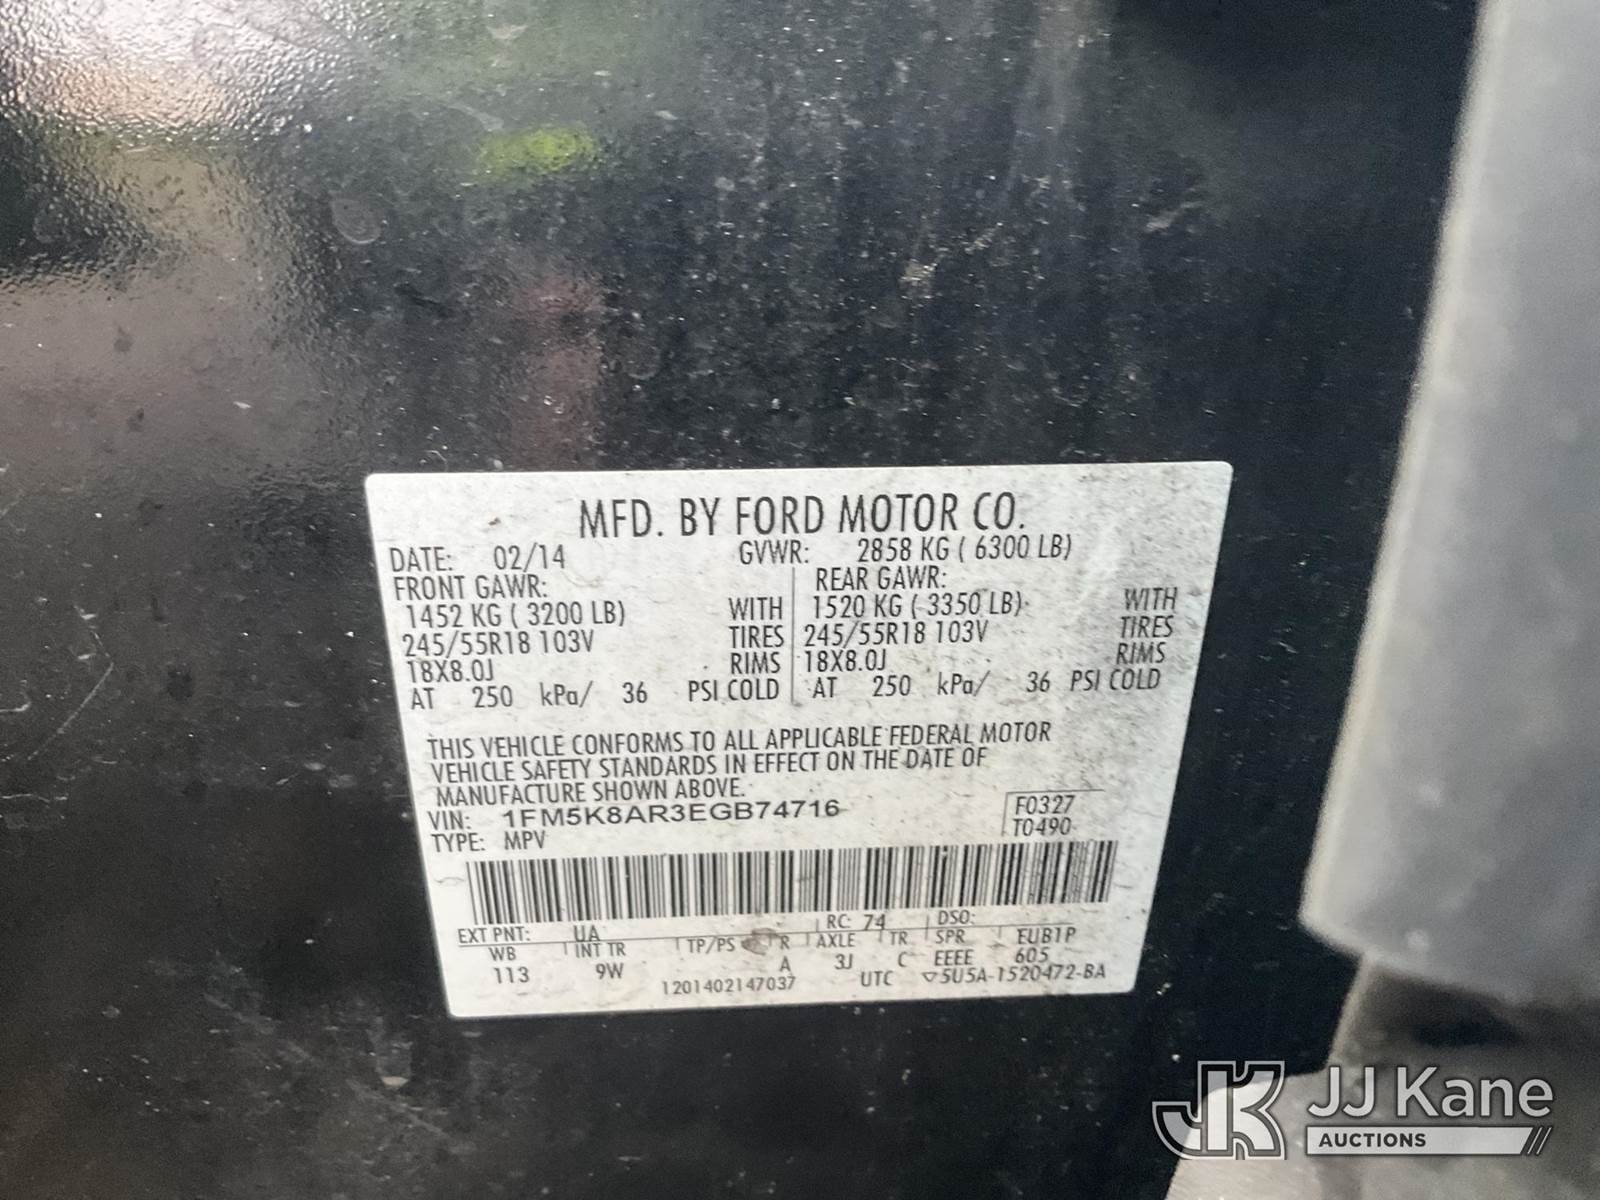 MFD. BY FORD MOTOR CO.
DATE: 02/14 GVWR: 2858 KG ( 6300 LB)
FRONT GAWR: REAR GAWR:
1452 KG ( 3200 LB) WITH 1520 KG ( 3350 LB) WITH
245/55R18 103V TIRES 245/55R18 103V TIRES
18X8.0J RIMS 18X8.0J RIMS
AT 250 kPa/ 36 PSI COLD AT 250 kPa/ 36 PSI COLD
THIS VEHICLE CONFORMS TO ALL APPLICABLE FEDERAL MOTOR
VEHICLE SAFETY STANDARDS IN EFFECT ON THE DATE OF
MANUFACTURE SHOWN ABOVE.
VIN: 1FM5K8AR3EGB74716 F0327
TYPE: MPV T0490
EXT PNT: UA RC: 74 DSO:
WB INT TR TP/PS R AXLE TR SPR EUB1P
113 9W A 3J C EEEE 605
1201402147037 UTC ▽5U5A-1520472-BA
JK JJ Kane
AUCTIONS